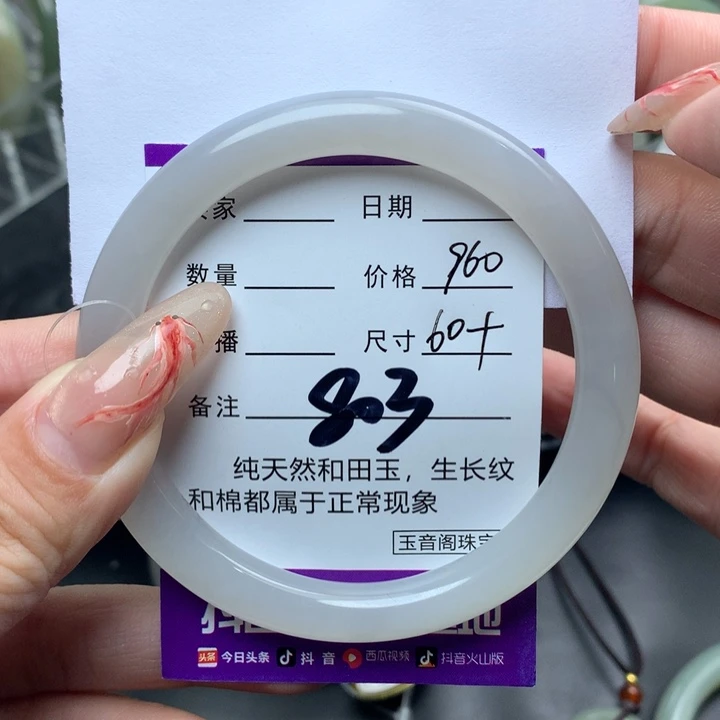 家 日期
数量 价格 960
播 尺寸 60+
备注 803
纯天然和田玉，生长纹
和棉都属于正常现象
玉音阁珠宝
头条 今日头条 抖音 西瓜视频 抖音火山版